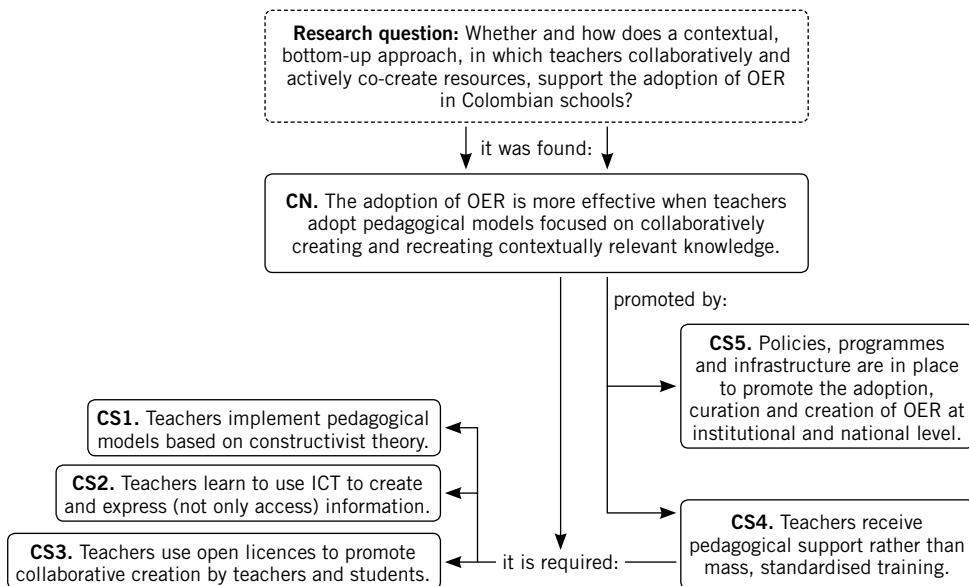 Research question: Whether and how does a contextual,
bottom-up approach, in which teachers collaboratively and
actively co-create resources, support the adoption of OER
in Colombian schools?
it was found:
CN. The adoption of OER is more effective when teachers
adopt pedagogical models focused on collaboratively
creating and recreating contextually relevant knowledge.
promoted by:
CS5. Policies, programmes
and infrastructure are in place
to promote the adoption,
curation and creation of OER at
institutional and national level.
CS1. Teachers implement pedagogical
models based on constructivist theory.
CS2. Teachers learn to use ICT to create
and express (not only access) information.
CS3. Teachers use open licences to promote
collaborative creation by teachers and students.
it is required:
CS4. Teachers receive
pedagogical support rather than
mass, standardised training.